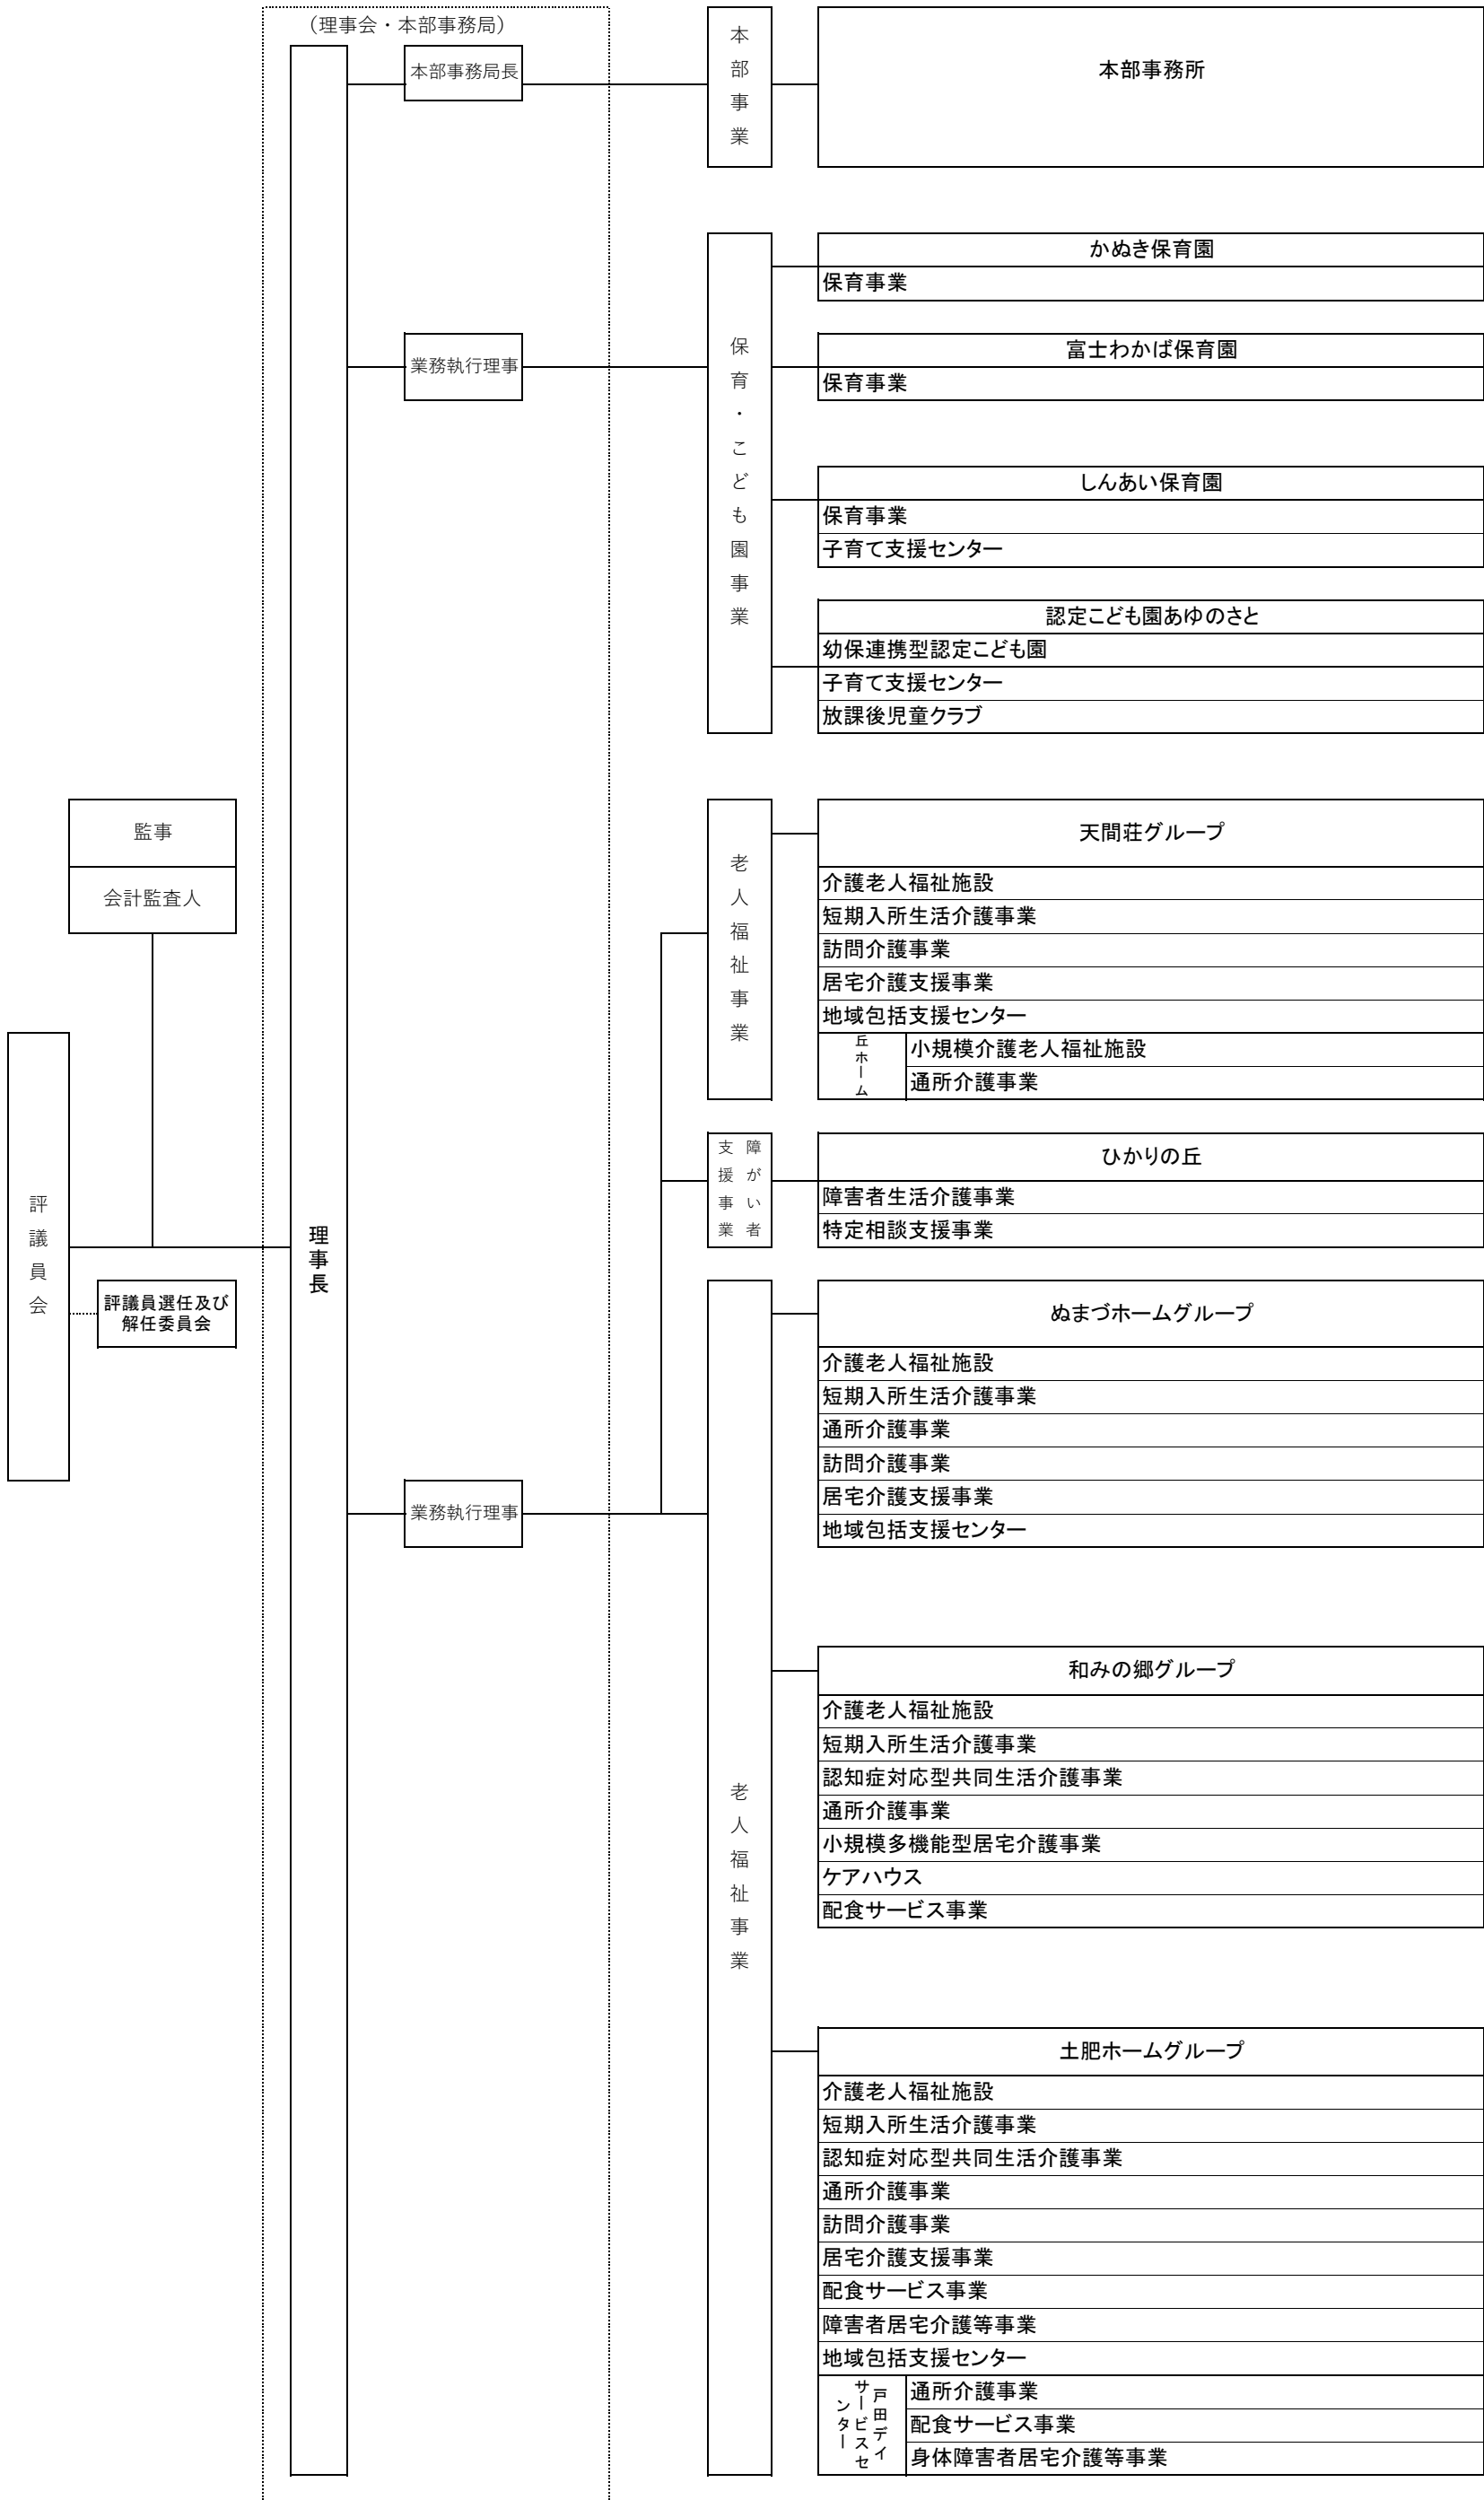 （理事会・本部事務局）
本部事務局長
本部事業
本部事務所
かぬき保育園
保育事業
業務執行理事
保育・こども園事業
富士わかば保育園
保育事業
しんあい保育園
保育事業
子育て支援センター
認定こども園あゆのさと
幼保連携型認定こども園
子育て支援センター
放課後児童クラブ
監事
会計監査人
評議員会
評議員選任及び
解任委員会
理事長
老人福祉事業
天間荘グループ
介護老人福祉施設
短期入所生活介護事業
訪問介護事業
居宅介護支援事業
地域包括支援センター
丘ホーム
小規模介護老人福祉施設
通所介護事業
障がい者
支援事業
ひかりの丘
障害者生活介護事業
特定相談支援事業
業務執行理事
老人福祉事業
ぬまづホームグループ
介護老人福祉施設
短期入所生活介護事業
通所介護事業
訪問介護事業
居宅介護支援事業
地域包括支援センター
和みの郷グループ
介護老人福祉施設
短期入所生活介護事業
認知症対応型共同生活介護事業
通所介護事業
小規模多機能型居宅介護事業
ケアハウス
配食サービス事業
土肥ホームグループ
介護老人福祉施設
短期入所生活介護事業
認知症対応型共同生活介護事業
通所介護事業
訪問介護事業
居宅介護支援事業
配食サービス事業
障害者居宅介護等事業
地域包括支援センター
戸田デイ
サービスセ
ンター
通所介護事業
配食サービス事業
身体障害者居宅介護等事業